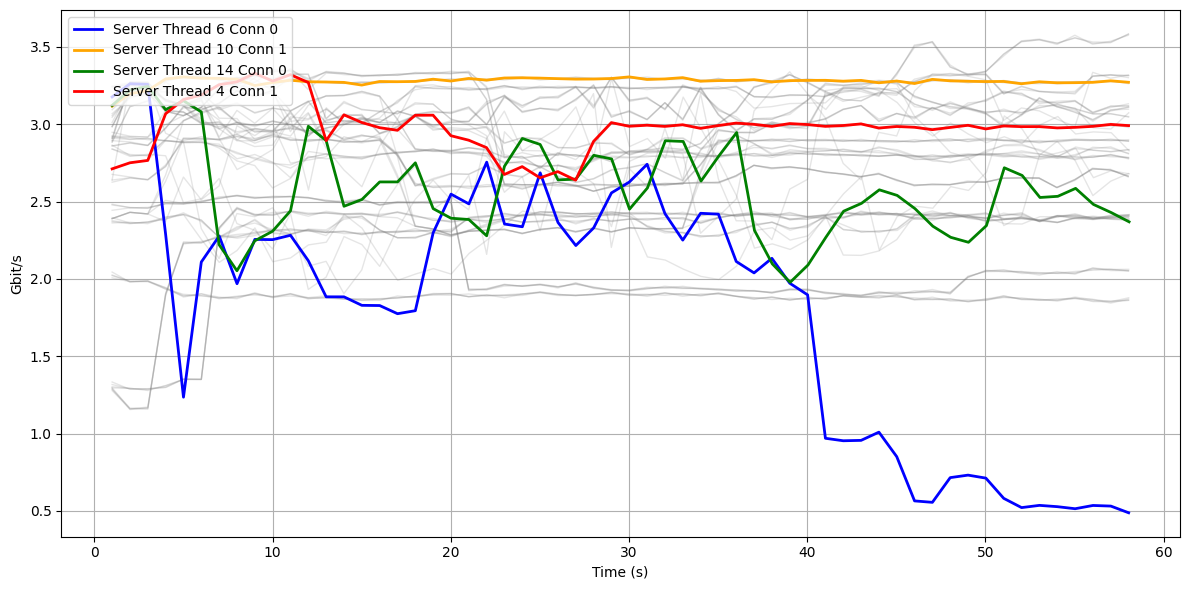 Server Thread 6 Conn 0
Server Thread 10 Conn 1
Server Thread 14 Conn 0
Server Thread 4 Conn 1
Gbit/s
3.5
3.0
2.5
2.0
1.5
1.0
0.5
0 10 20 30 40 50 60
Time (s)